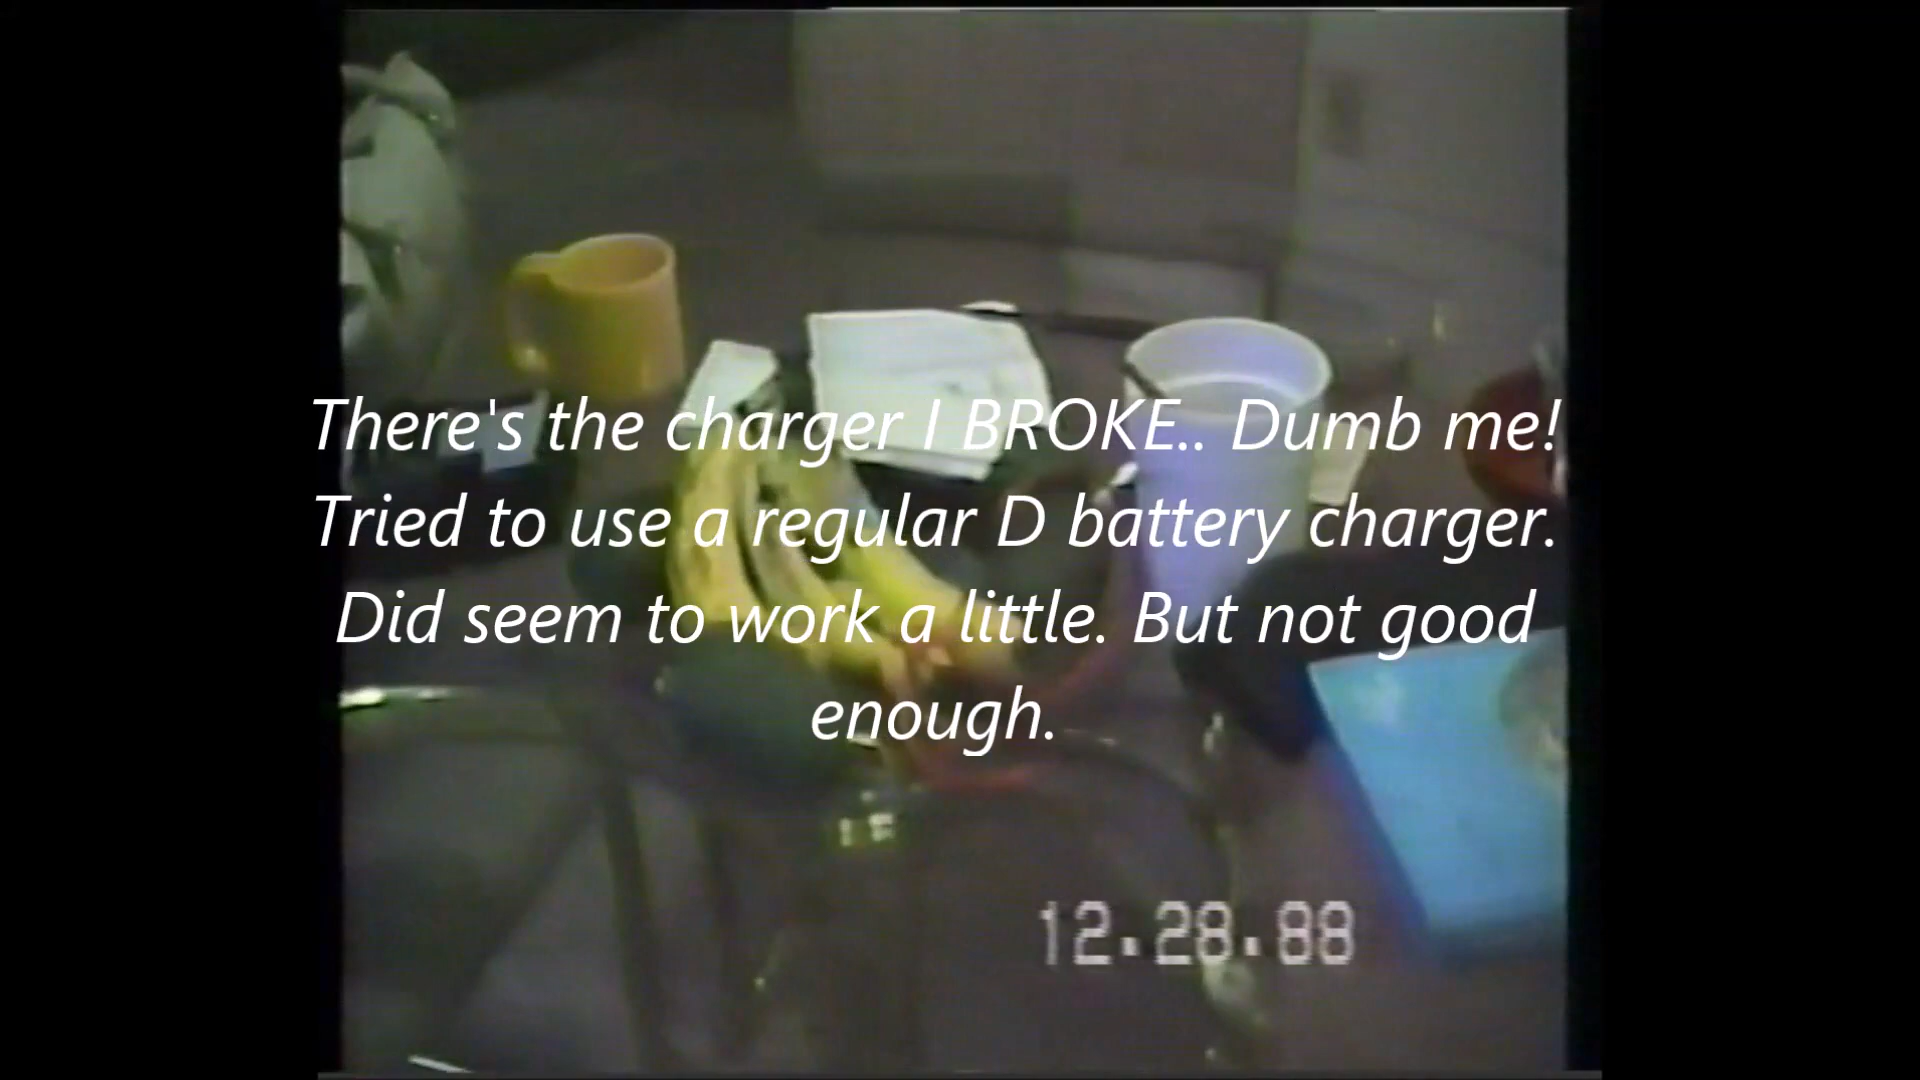 There's the charger I BROKE.. Dumb me!
Tried to use a regular D battery charger.
Did seem to work a little. But not good
enough.
12.28.88